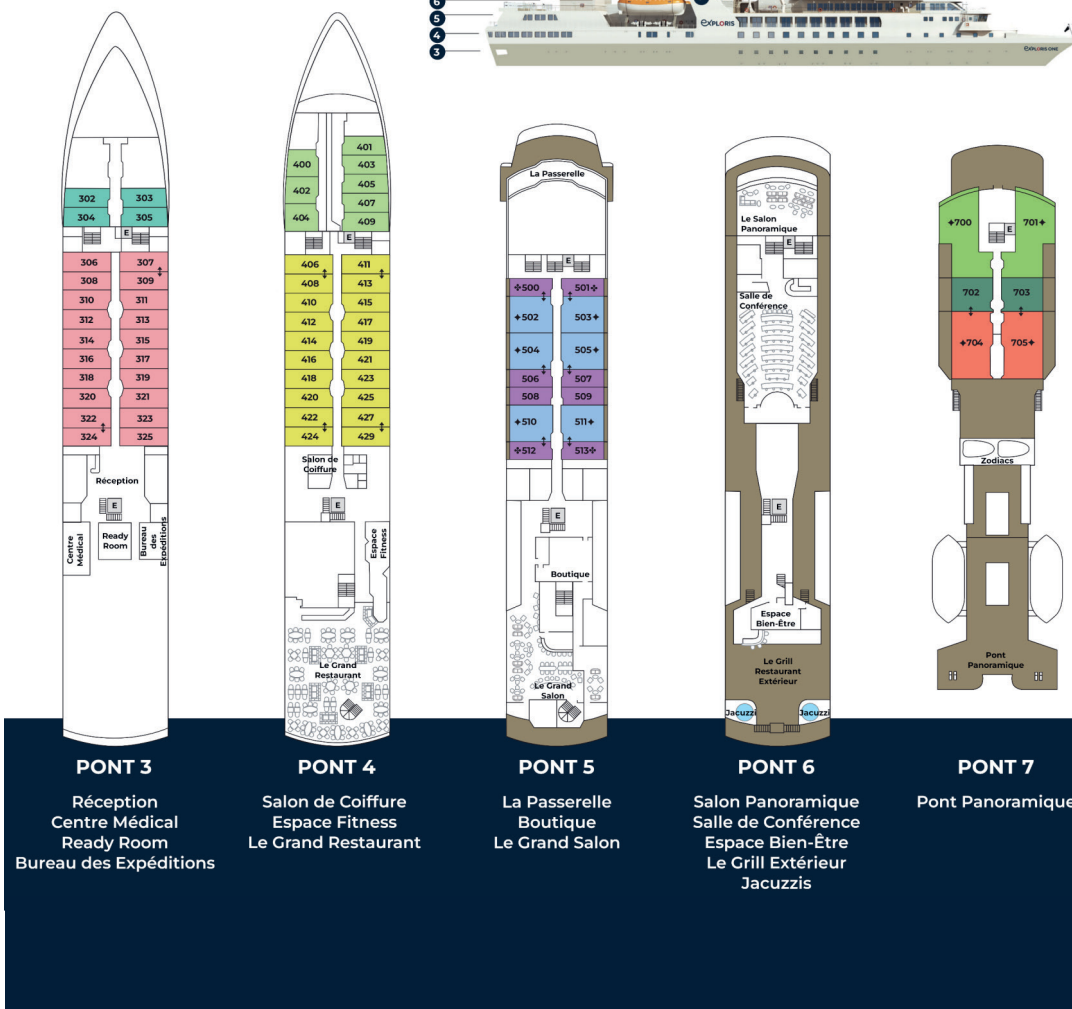 6
5
4
3
EXPLORIS
EXPLORIS ONE
302
303
304
305
E
306
307
308
309
310
311
312
313
314
315
316
317
318
319
320
321
322
323
324
325
Réception
E
Centre
Médical
Ready
Room
Bureau
des
Expéditions
400
401
402
403
404
405
407
409
E
406
411
408
413
410
415
412
417
414
419
416
421
418
423
420
425
422
427
424
429
Salon de
Coiffure
E
Espace
Fitness
Le Grand
Restaurant
La Passerelle
E
500
501
502
503
504
505
506
507
508
509
510
511
512
513
E
Boutique
Le Grand
Salon
Le Salon
Panoramique
E
Salle de
Conférence
E
Espace
Bien-Être
Le Grill
Restaurant
Extérieur
Jacuzzi
Jacuzzi
700
701
E
702
703
704
705
Zodiacs
Pont
Panoramique
PONT 3
Réception
Centre Médical
Ready Room
Bureau des Expéditions
PONT 4
Salon de Coiffure
Espace Fitness
Le Grand Restaurant
PONT 5
La Passerelle
Boutique
Le Grand Salon
PONT 6
Salon Panoramique
Salle de Conférence
Espace Bien-Être
Le Grill Extérieur
Jacuzzis
PONT 7
Pont Panoramique